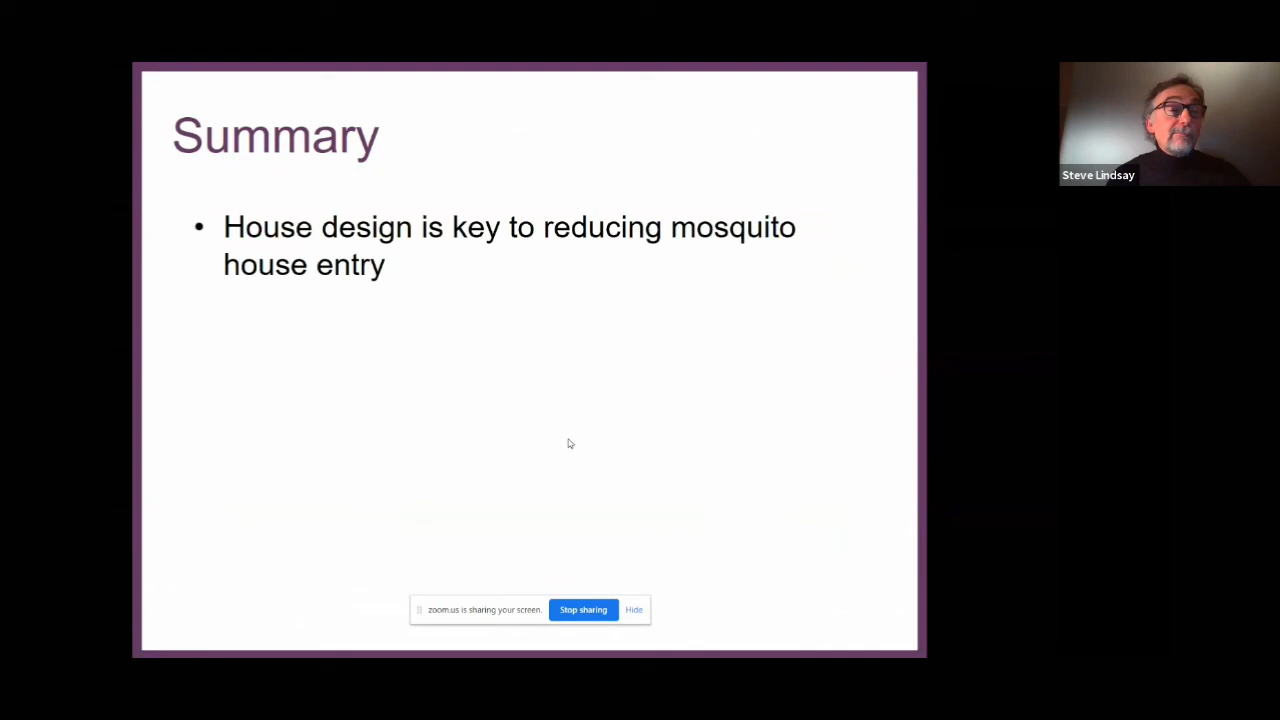 Summary
• House design is key to reducing mosquito
house entry
Steve Lindsay
zoom.us is sharing your screen. Stop sharing Hide